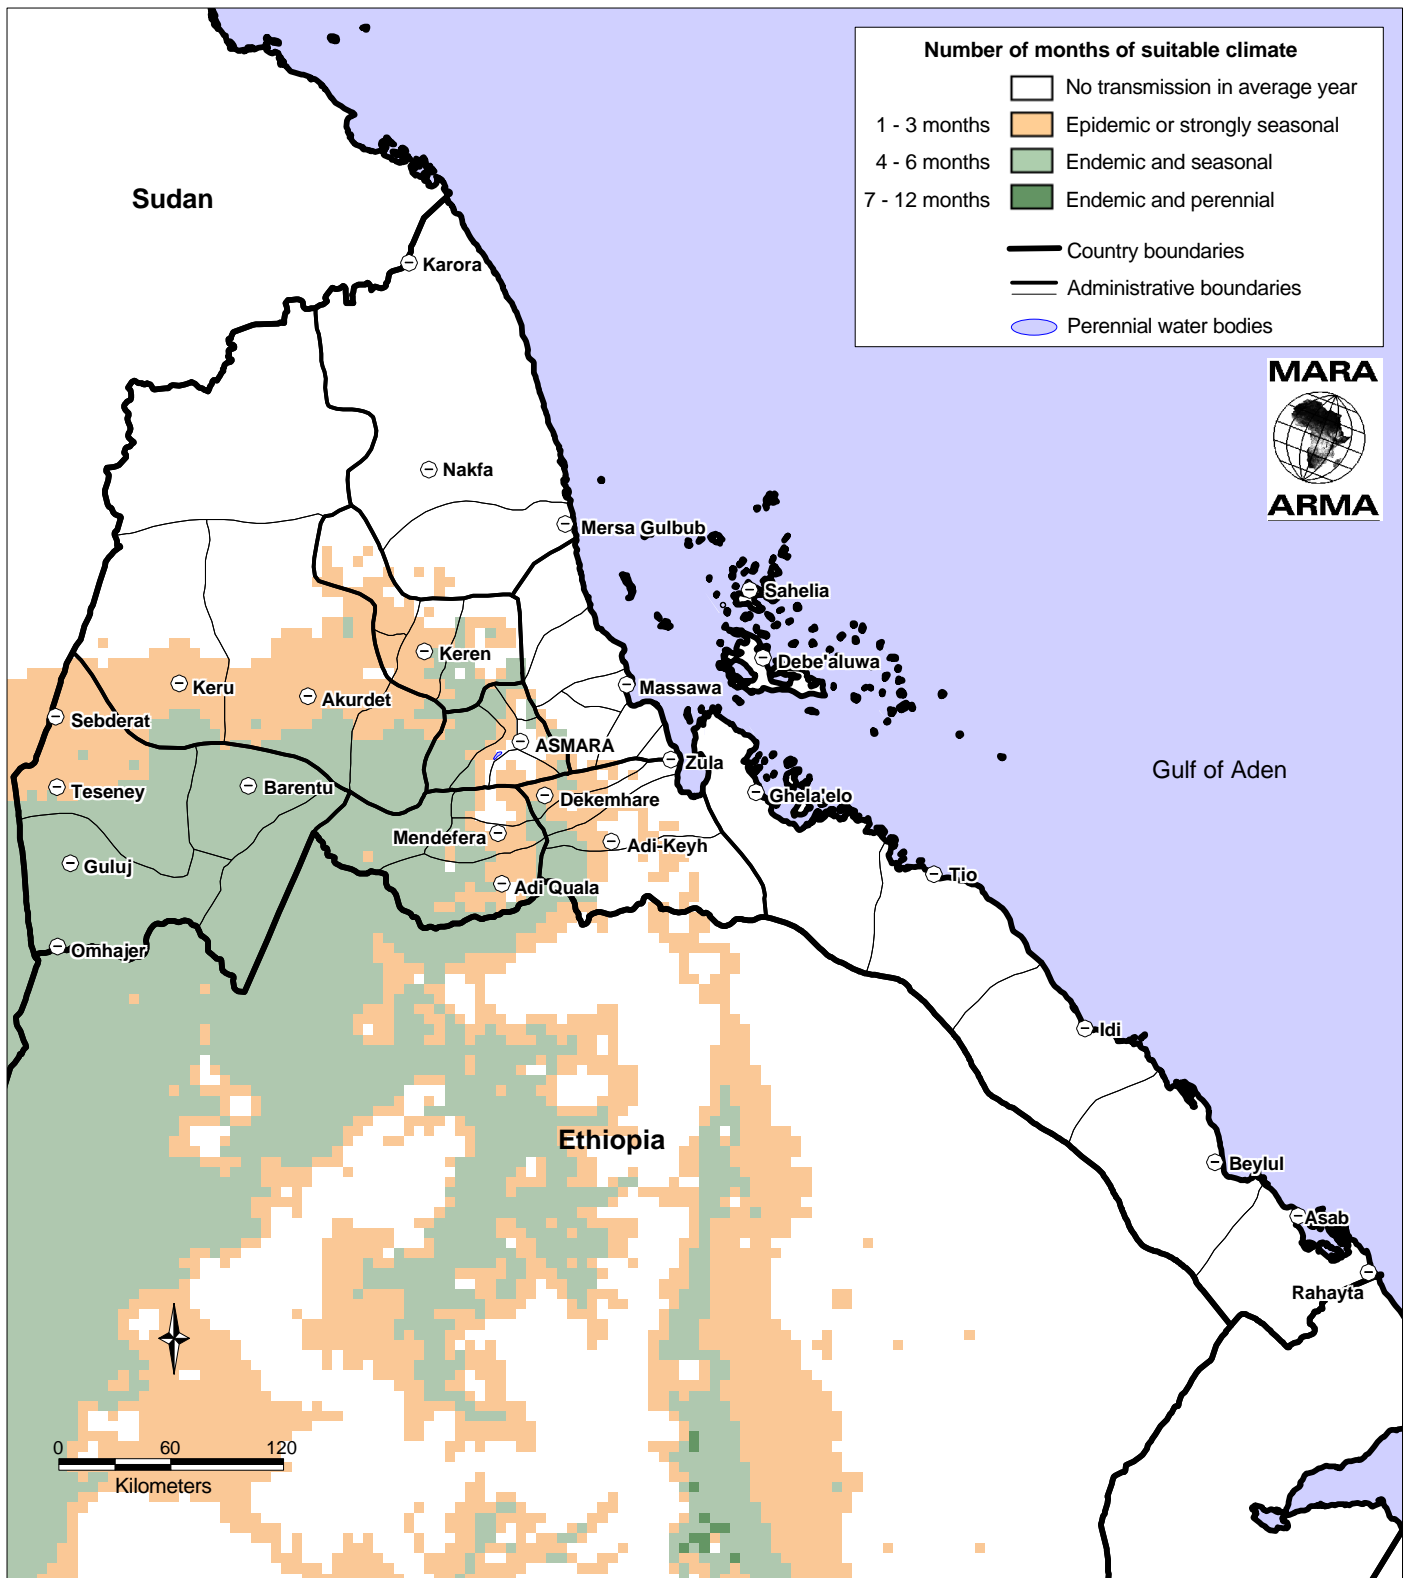 Number of months of suitable climate
No transmission in average year
1 - 3 months Epidemic or strongly seasonal
4 - 6 months Endemic and seasonal
7 - 12 months Endemic and perennial
Country boundaries
Administrative boundaries
Perennial water bodies
MARA
ARMA
Sudan
Karora
Nakfa
Mersa Gulbub
Sahelia
Keren
Debe'aluwa
Keru
Akurdet
Massawa
Sebderat
ASMARA
Zula
Gulf of Aden
Teseney
Barentu
Dekemhare
Ghela'elo
Mendefera
Adi-Keyh
Guluj
Adi Quala
Tio
Omhajer
Idi
Ethiopia
Beylul
Asab
Rahayta
0 60 120
Kilometers